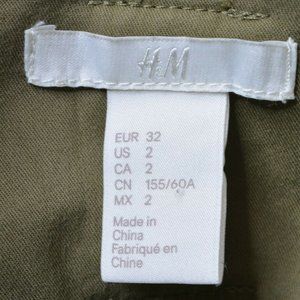 H&M
EUR 32
US 2
CA 2
CN 155/60A
MX 2
Made in
China
Fabriqué en
Chine